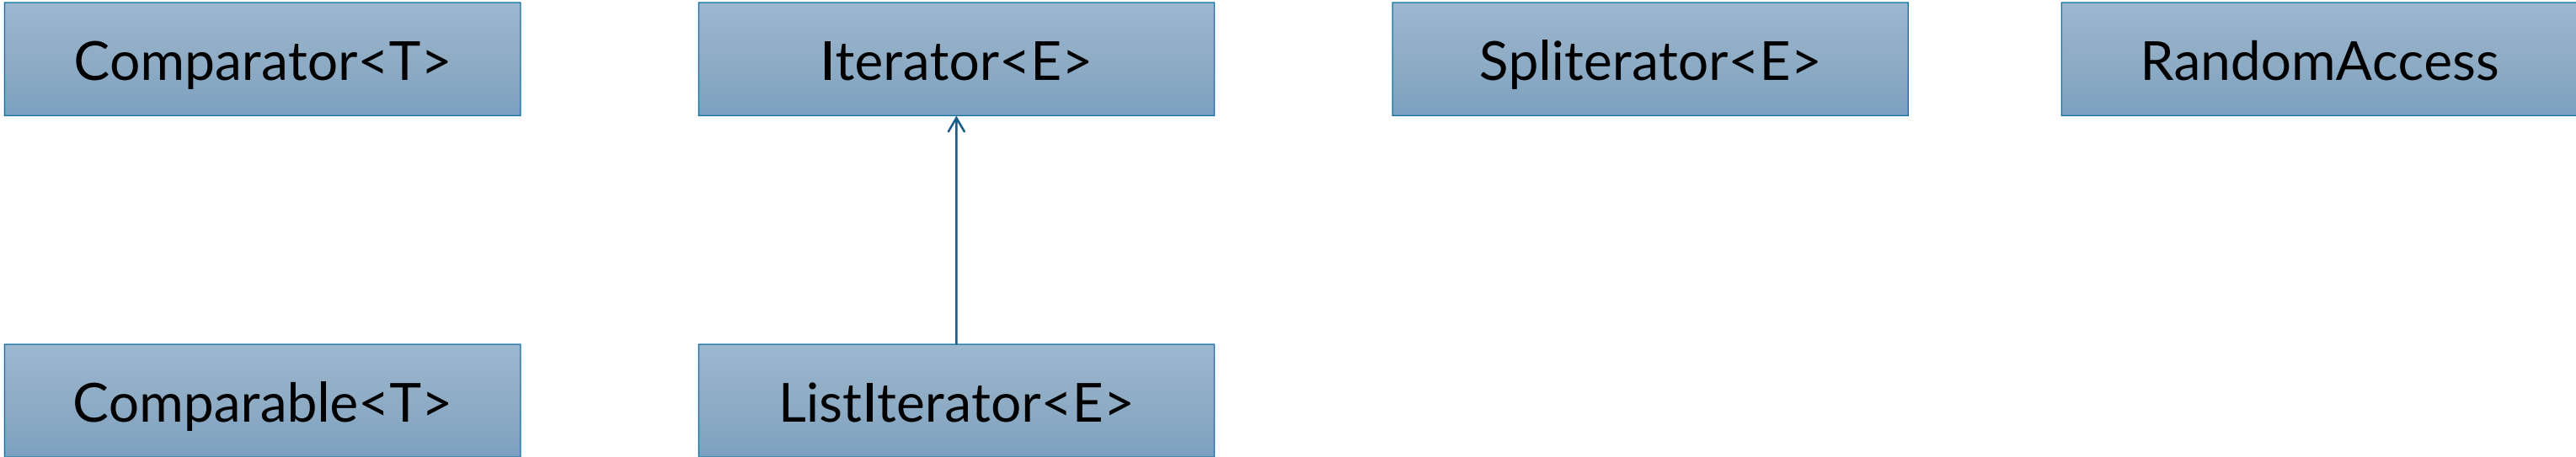 Comparator<T>
Iterator<E>
Spliterator<E>
RandomAccess
Comparable<T>
ListIterator<E>